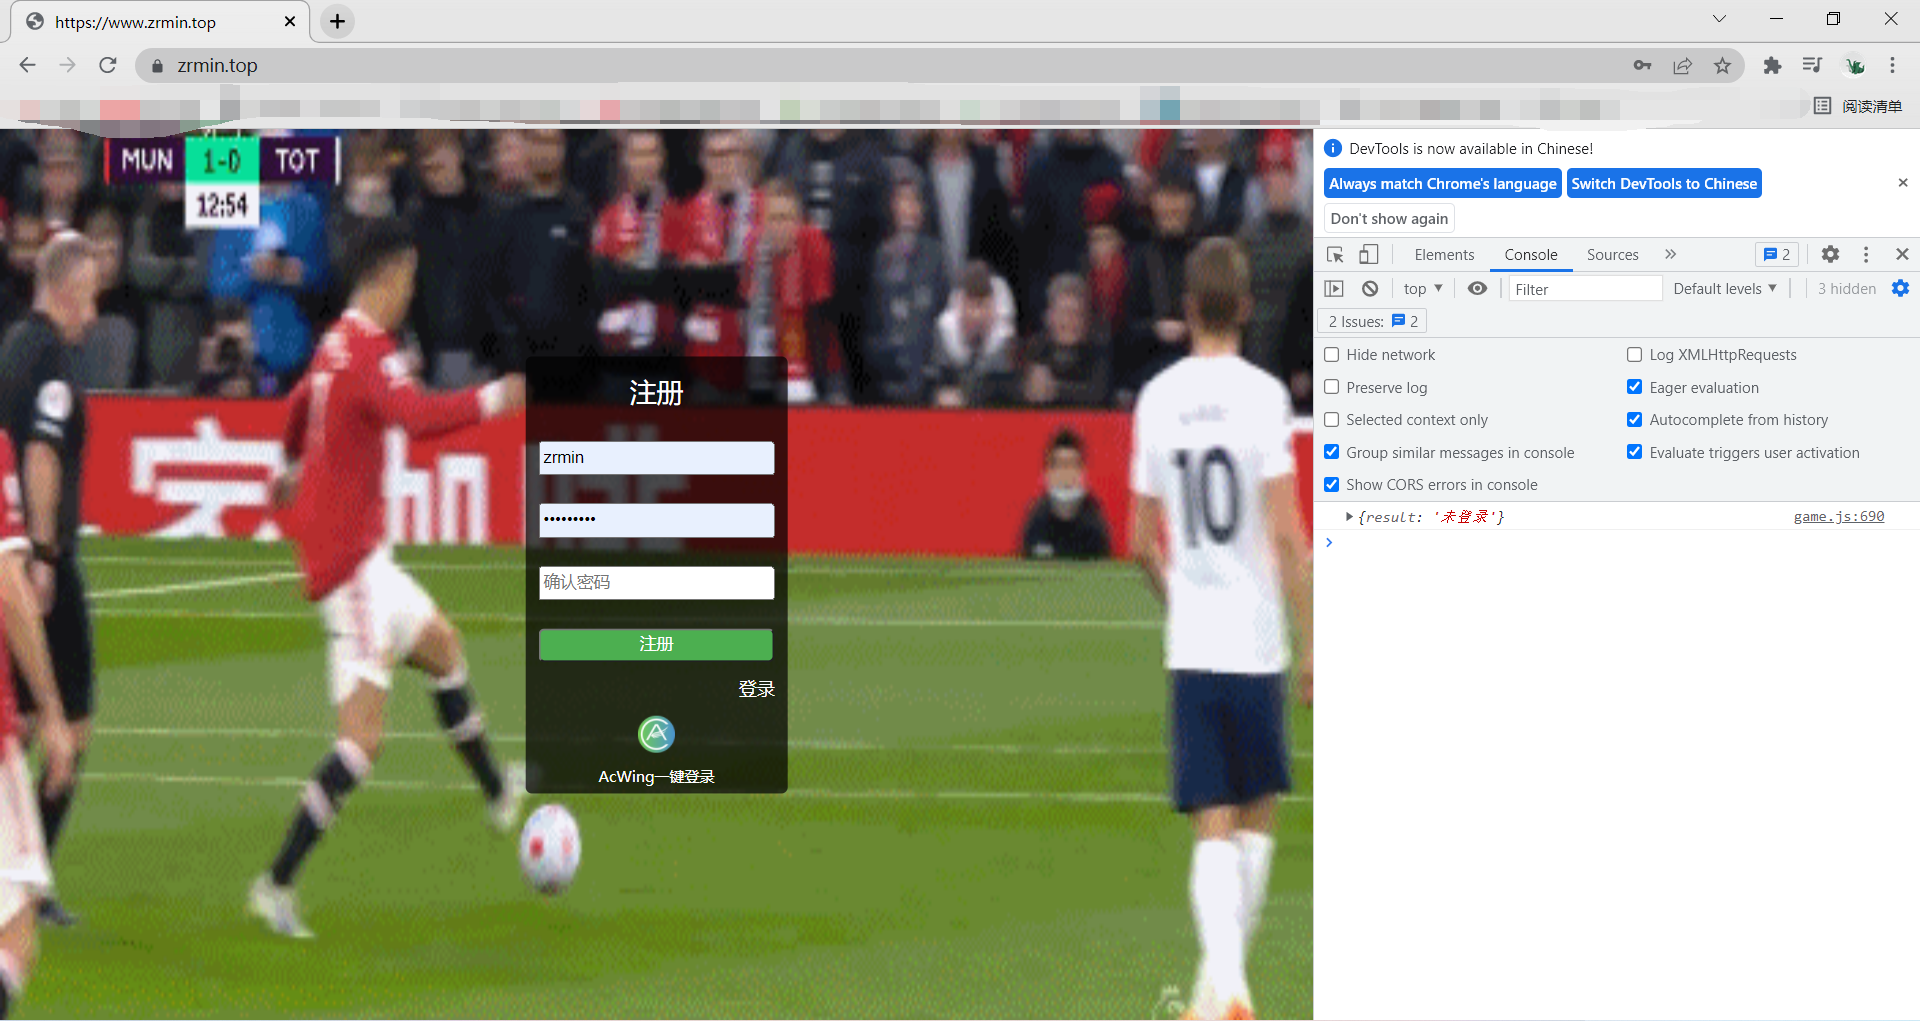 https://www.zrmin.top
zrmin.top
阅读清单
MUN 1-0 TOT
12:54
10
注册
zrmin
确认密码
注册
登录
AcWing一键登录
DevTools is now available in Chinese!
Always match Chrome's language
Switch DevTools to Chinese
Don't show again
Elements Console Sources 2
top Filter Default levels 3 hidden
2 Issues: 2
Hide network
Log XMLHttpRequests
Preserve log
Eager evaluation
Selected context only
Autocomplete from history
Group similar messages in console
Evaluate triggers user activation
Show CORS errors in console
{result: '未登录'} game.js:690